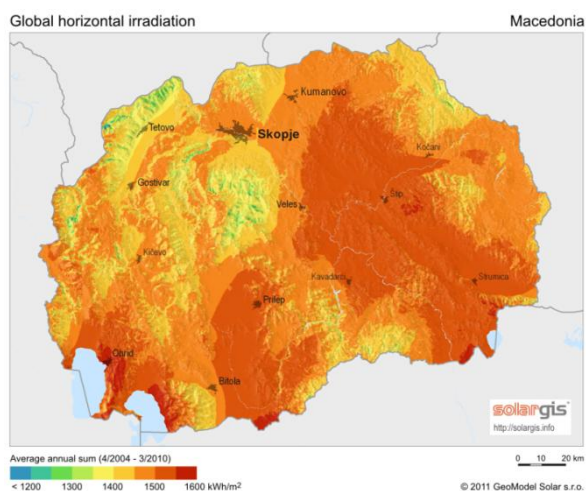 Global horizontal irradiation Macedonia
Kumanovo
Skopje
Tetovo
Kočani
Gostivar
Štip
Veles
Kičevo
Kavadarci
Strumica
Prilep
Ohrid
Bitola
solargis
http://solargis.info
Average annual sum (4/2004 - 3/2010)
0 10 20 km
< 1200 1300 1400 1500 1600 kWh/m²
© 2011 GeoModel Solar s.r.o.